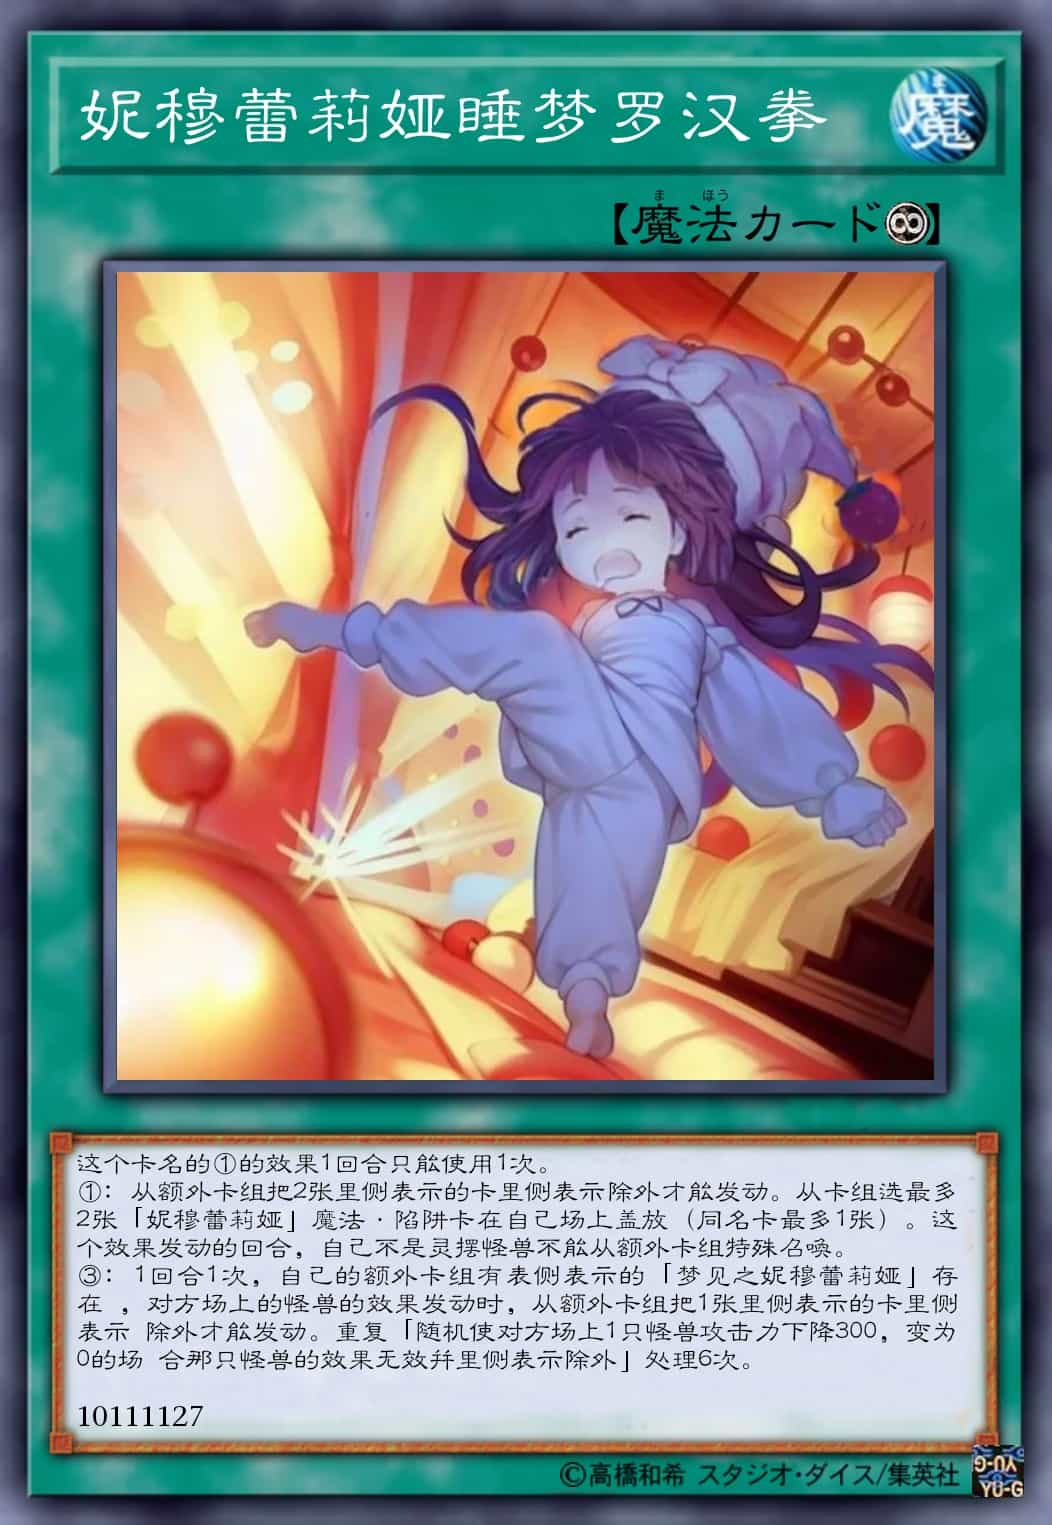 妮穆蕾莉娅睡梦罗汉拳
魔
ま ほう
【魔法カード♾】
这个卡名的①的效果1回合只能使用1次。
①：从额外卡组把2张里侧表示的卡里侧表示除外才能发动。从卡组选最多
2张「妮穆蕾莉娅」魔法·陷阱卡在自己场上盖放（同名卡最多1张）。这
个效果发动的回合，自己不是灵摆怪兽不能从额外卡组特殊召唤。
③：1回合1次，自己的额外卡组有表侧表示的「梦见之妮穆蕾莉娅」存
在 ，对方场上的怪兽的效果发动时，从额外卡组把1张里侧表示的卡里侧
表示 除外才能发动。重复「随机使对方场上1只怪兽攻击力下降300，变为
0的场 合那只怪兽的效果无效并里侧表示除外」处理6次。
10111127
©高橋和希 スタジオ·ダイス/集英社
YU-G
YU-G